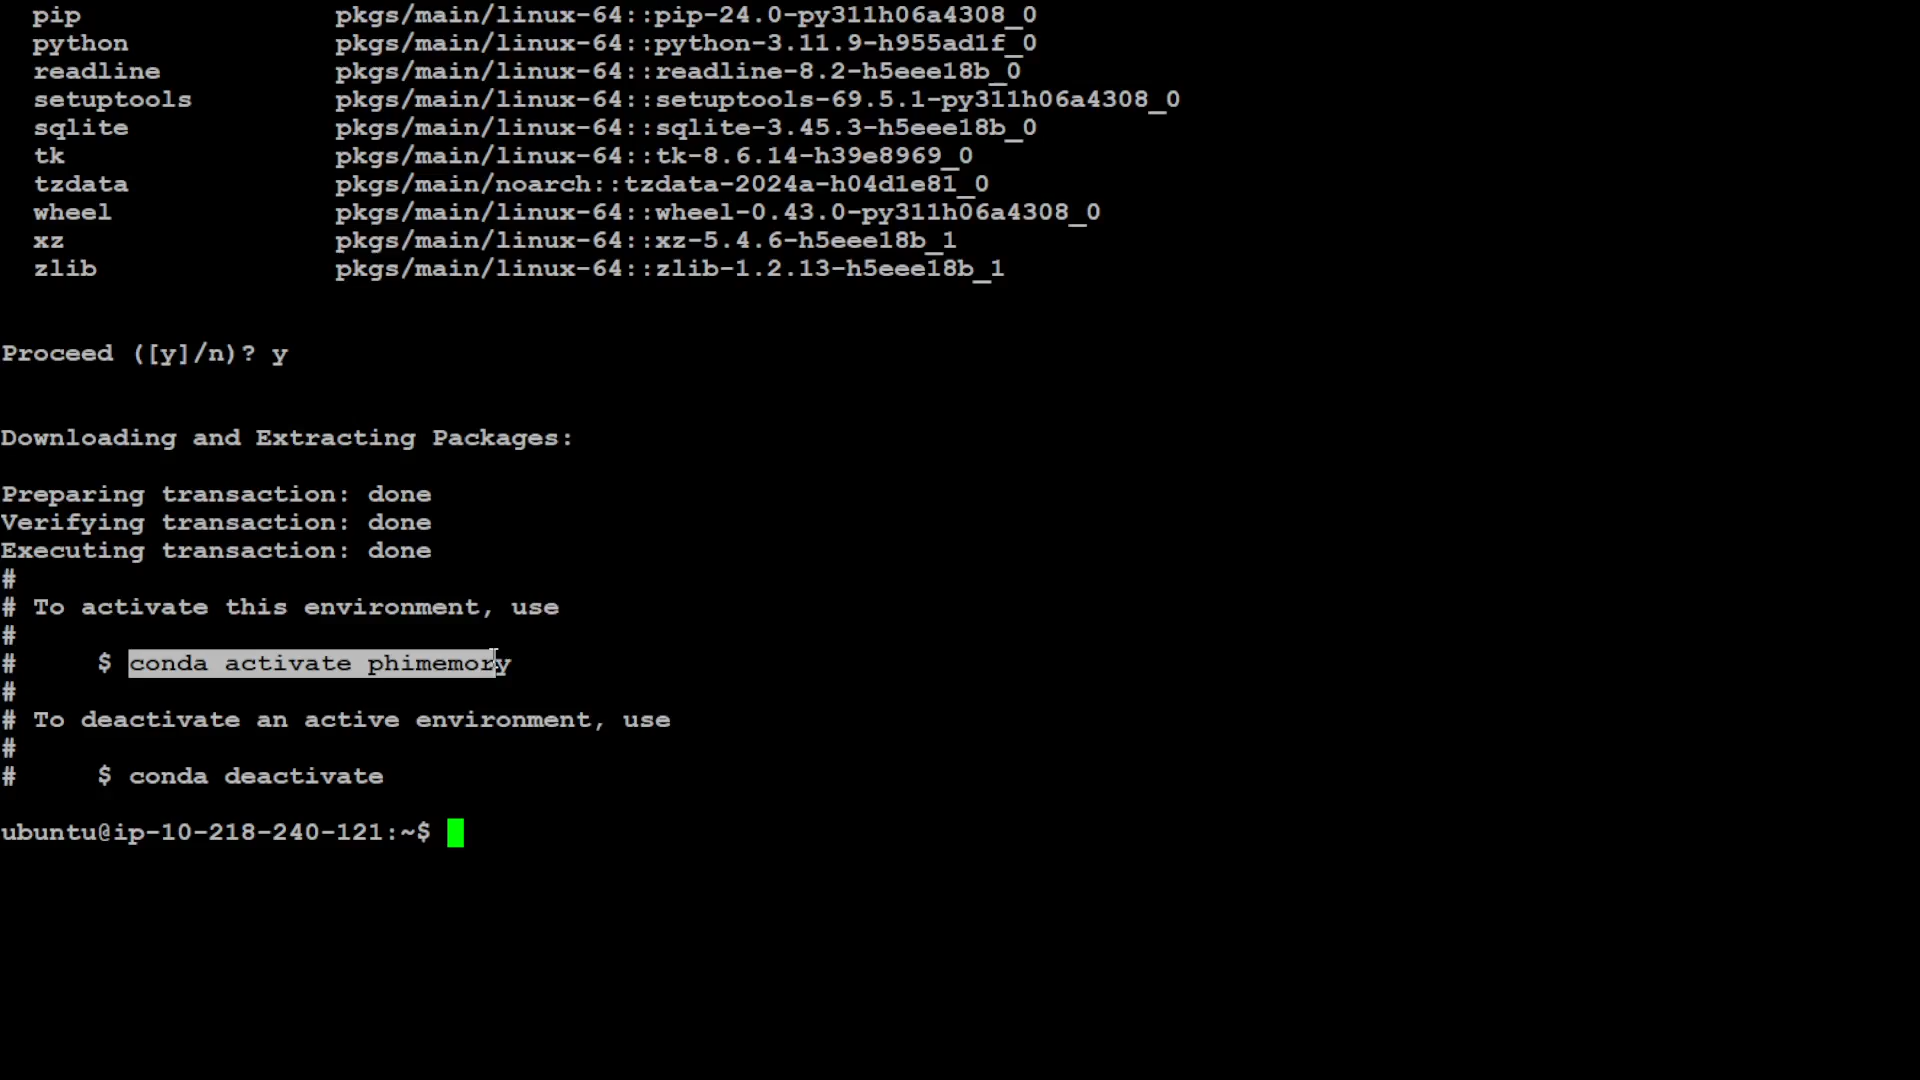 pip pkgs/main/linux-64::pip-24.0-py311h06a4308_0
python pkgs/main/linux-64::python-3.11.9-h955ad1f_0
readline pkgs/main/linux-64::readline-8.2-h5eee18b_0
setuptools pkgs/main/linux-64::setuptools-69.5.1-py311h06a4308_0
sqlite pkgs/main/linux-64::sqlite-3.45.3-h5eee18b_0
tk pkgs/main/linux-64::tk-8.6.14-h39e8969_0
tzdata pkgs/main/noarch::tzdata-2024a-h04d1e81_0
wheel pkgs/main/linux-64::wheel-0.43.0-py311h06a4308_0
xz pkgs/main/linux-64::xz-5.4.6-h5eee18b_1
zlib pkgs/main/linux-64::zlib-1.2.13-h5eee18b_1
Proceed ([y]/n)? y
Downloading and Extracting Packages:
Preparing transaction: done
Verifying transaction: done
Executing transaction: done
#
# To activate this environment, use
#
# $ conda activate phimemory
#
# To deactivate an active environment, use
#
# $ conda deactivate
ubuntu@ip-10-218-240-121:~$